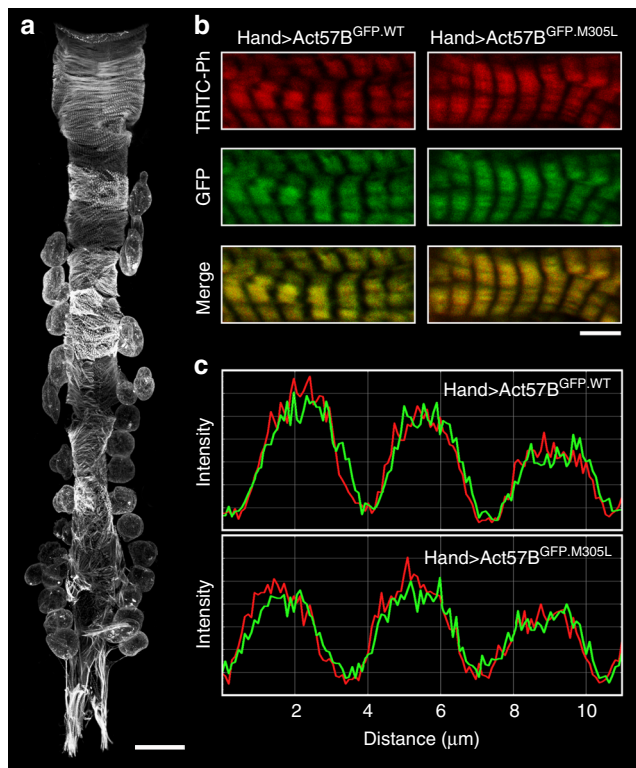 a
b
Hand>Act57B^GFP.WT
Hand>Act57B^GFP.M305L
TRITC-Ph
GFP
Merge
c
Hand>Act57B^GFP.WT
Intensity
Hand>Act57B^GFP.M305L
Intensity
2 4 6 8 10
Distance (μm)